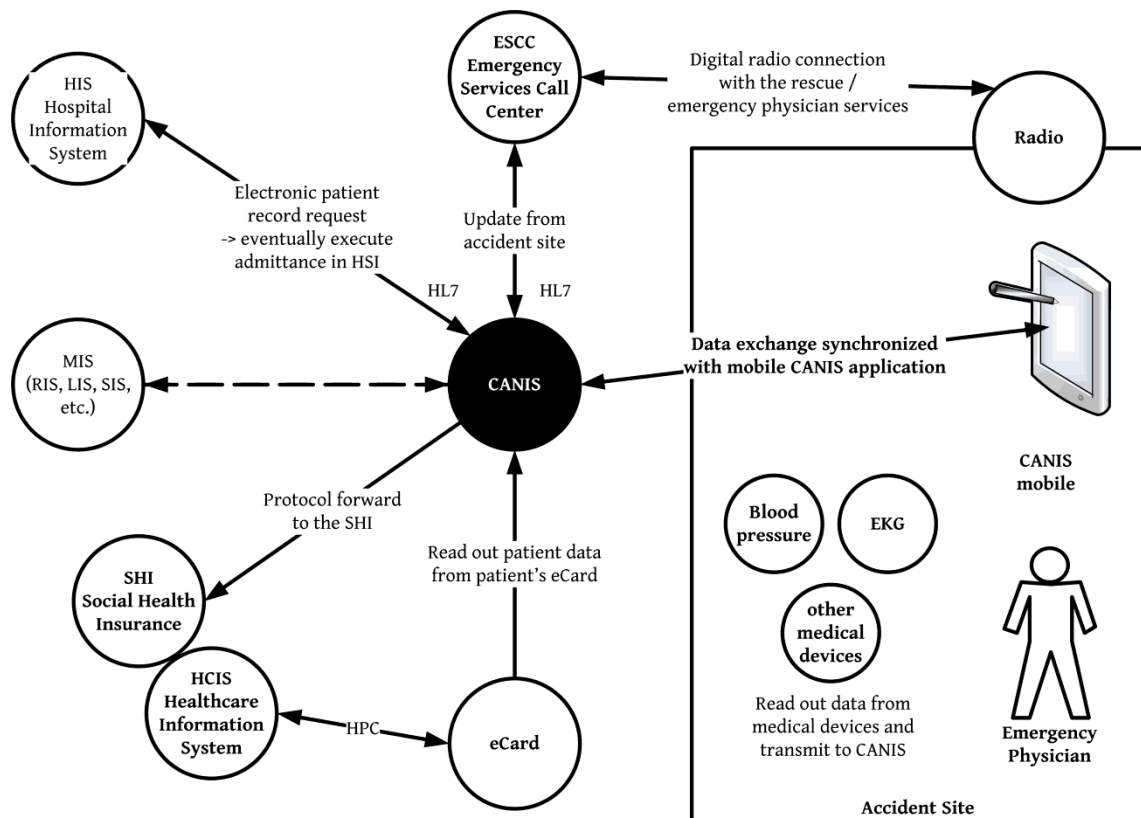 HIS
Hospital
Information
System
ESCC
Emergency
Services Call
Center
Digital radio connection
with the rescue /
emergency physician services
Radio
Electronic patient
record request
-> eventually execute
admittance in HSI
HL7
Update from
accident site
HL7
MIS
(RIS, LIS, SIS,
etc.)
CANIS
Data exchange synchronized
with mobile CANIS application
CANIS
mobile
Protocol forward
to the SHI
Read out patient data
from patient's eCard
SHI
Social Health
Insurance
HCIS
Healthcare
Information
System
HPC
eCard
Blood
pressure
EKG
other
medical
devices
Read out data from
medical devices and
transmit to CANIS
Emergency
Physician
Accident Site